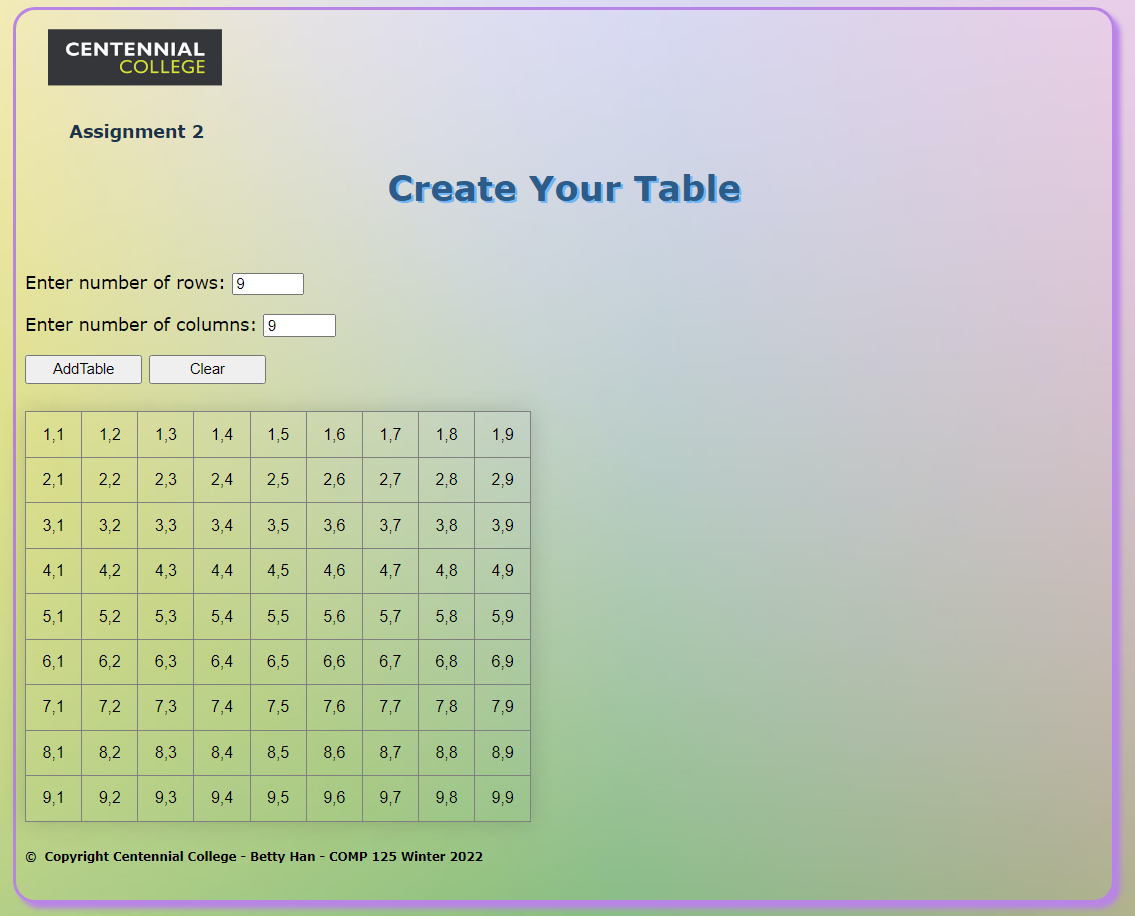 CENTENNIAL
COLLEGE
Assignment 2
Create Your Table
Enter number of rows: 9
Enter number of columns: 9
AddTable Clear
1,1 1,2 1,3 1,4 1,5 1,6 1,7 1,8 1,9
2,1 2,2 2,3 2,4 2,5 2,6 2,7 2,8 2,9
3,1 3,2 3,3 3,4 3,5 3,6 3,7 3,8 3,9
4,1 4,2 4,3 4,4 4,5 4,6 4,7 4,8 4,9
5,1 5,2 5,3 5,4 5,5 5,6 5,7 5,8 5,9
6,1 6,2 6,3 6,4 6,5 6,6 6,7 6,8 6,9
7,1 7,2 7,3 7,4 7,5 7,6 7,7 7,8 7,9
8,1 8,2 8,3 8,4 8,5 8,6 8,7 8,8 8,9
9,1 9,2 9,3 9,4 9,5 9,6 9,7 9,8 9,9
© Copyright Centennial College - Betty Han - COMP 125 Winter 2022